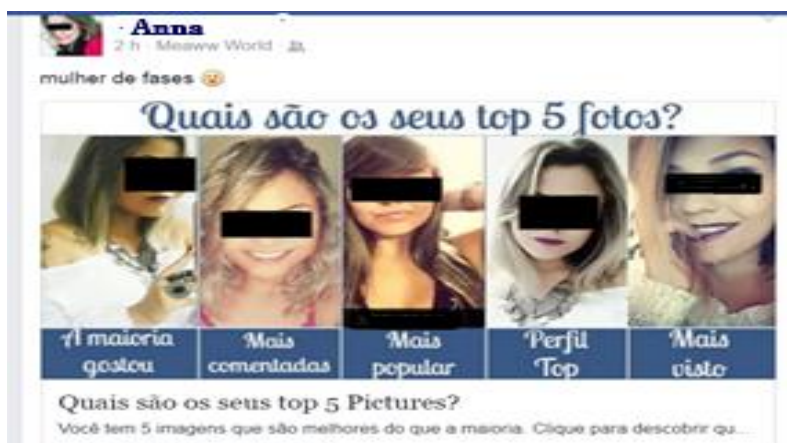 Anna
2 h · Meaww World
mulher de fases
Quais são os seus top 5 fotos?
A maioria gostou
Mais comentadas
Mais popular
Perfil Top
Mais visto
Quais são os seus top 5 Pictures?
Você tem 5 imagens que são melhores do que a maioria. Clique para descobrir qu...